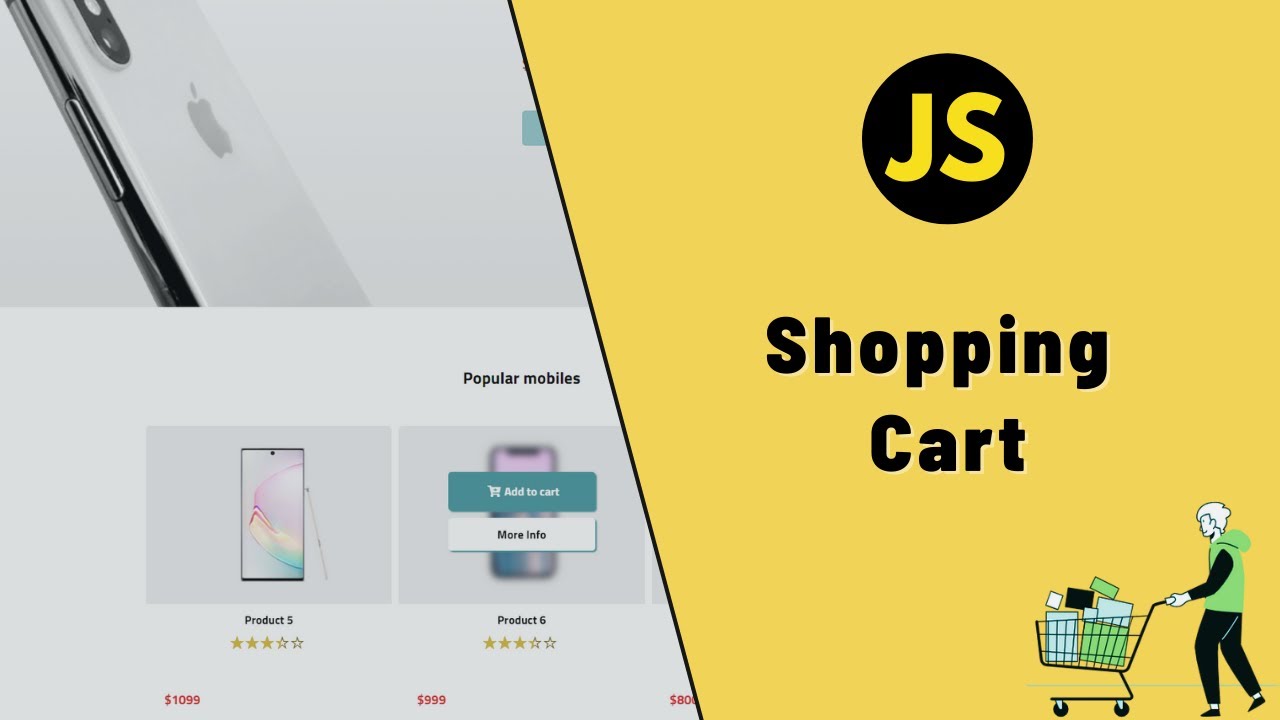 Popular mobiles
Add to cart
More Info
Product 5
Product 6
★★★☆☆
★★★☆☆
$1099
$999
JS
Shopping
Cart